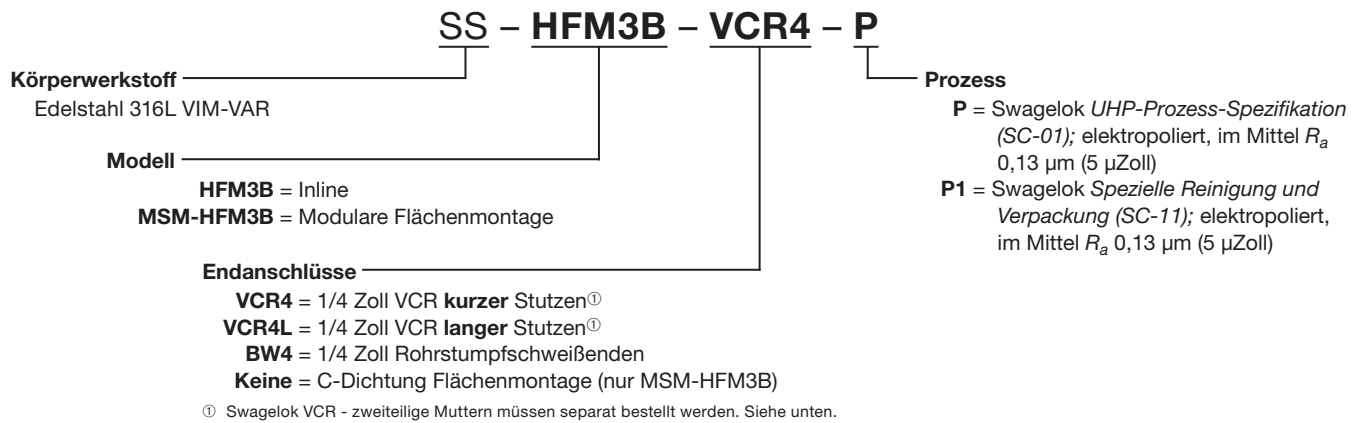 SS – HFM3B – VCR4 – P
Körperwerkstoff
Edelstahl 316L VIM-VAR
Modell
HFM3B = Inline
MSM-HFM3B = Modulare Flächenmontage
Endanschlüsse
VCR4 = 1/4 Zoll VCR kurzer Stutzen①
VCR4L = 1/4 Zoll VCR langer Stutzen①
BW4 = 1/4 Zoll Rohrstumpfschweißenden
Keine = C-Dichtung Flächenmontage (nur MSM-HFM3B)
① Swagelok VCR - zweiteilige Muttern müssen separat bestellt werden. Siehe unten.
Prozess
P = Swagelok UHP-Prozess-Spezifikation
(SC-01); elektropoliert, im Mittel Ra
0,13 µm (5 µZoll)
P1 = Swagelok Spezielle Reinigung und
Verpackung (SC-11); elektropoliert,
im Mittel Ra 0,13 µm (5 µZoll)